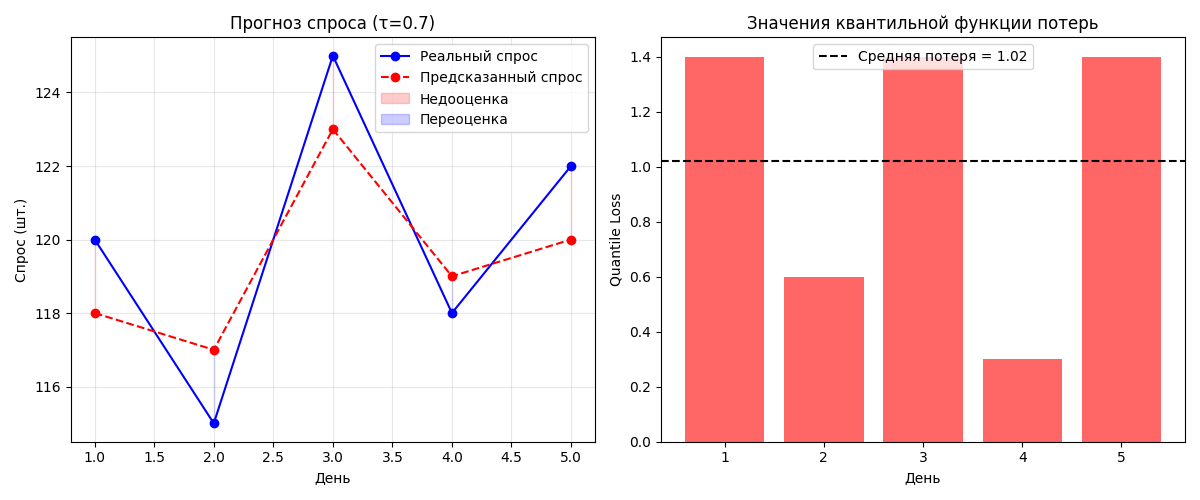 Прогноз спроса (τ=0.7)
Спрос (шт.)
124
122
120
118
116
Реальный спрос
Предсказанный спрос
Недооценка
Переоценка
1.0 1.5 2.0 2.5 3.0 3.5 4.0 4.5 5.0
День
Значения квантильной функции потерь
Quantile Loss
1.4
1.2
1.0
0.8
0.6
0.4
0.2
0.0
Средняя потеря = 1.02
1 2 3 4 5
День